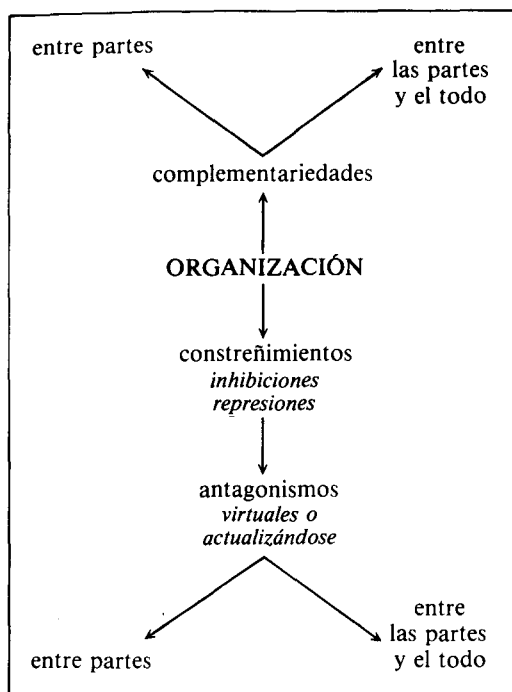 entre partes
entre
las partes
y el todo
complementariedades
ORGANIZACIÓN
constreñimientos
inhibiciones
represiones
antagonismos
virtuales o
actualizándose
entre partes
entre
las partes
y el todo